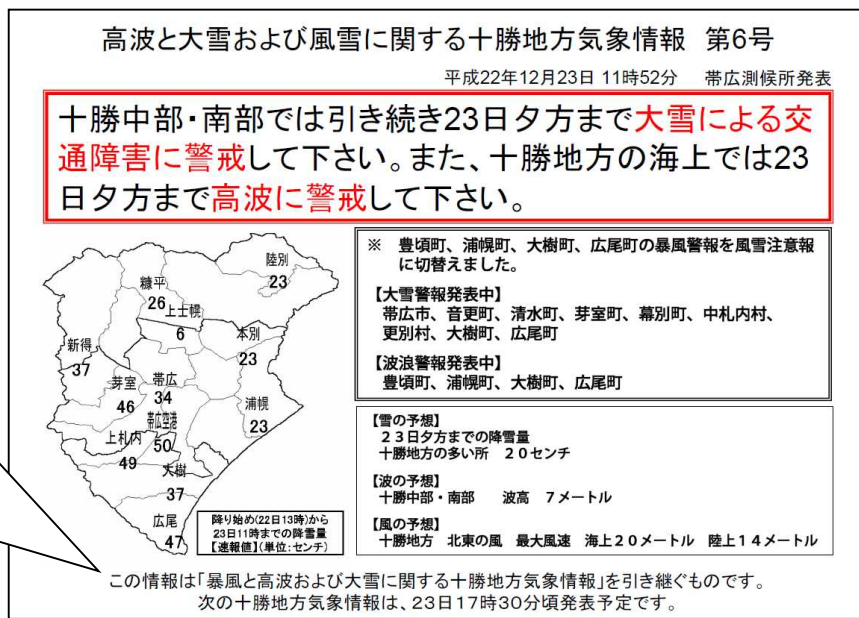 高波と大雪および風雪に関する十勝地方気象情報 第6号
平成22年12月23日 11時52分 帯広測候所発表
十勝中部・南部では引き続き23日夕方まで大雪による交
通障害に警戒して下さい。また、十勝地方の海上では23
日夕方まで高波に警戒して下さい。
陸別
23
糠平
26
上士幌
6
新得
37
本別
23
芽室
46
帯広
34
浦幌
23
帯広空港
50
上札内
49
大樹
37
広尾
47
降り始め(22日13時)から
23日11時までの降雪量
【速報値】(単位:センチ)
※ 豊頃町、浦幌町、大樹町、広尾町の暴風警報を風雪注意報
に切替えました。
【大雪警報発表中】
帯広市、音更町、清水町、芽室町、幕別町、中札内村、
更別村、大樹町、広尾町
【波浪警報発表中】
豊頃町、浦幌町、大樹町、広尾町
【雪の予想】
23日夕方までの降雪量
十勝地方の多い所 20センチ
【波の予想】
十勝中部・南部 波高 7メートル
【風の予想】
十勝地方 北東の風 最大風速 海上20メートル 陸上14メートル
この情報は「暴風と高波および大雪に関する十勝地方気象情報」を引き継ぐものです。
次の十勝地方気象情報は、23日17時30分頃発表予定です。